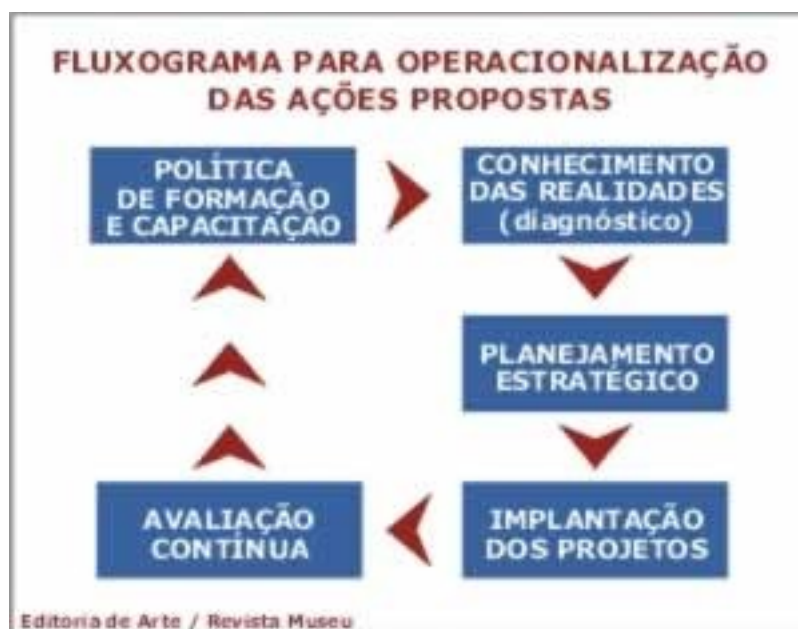 FLUXOGRAMA PARA OPERACIONALIZAÇÃO
DAS AÇÕES PROPOSTAS
POLÍTICA
DE FORMAÇÃO
E CAPACITAÇÃO
CONHECIMENTO
DAS REALIDADES
(diagnóstico)
PLANEJAMENTO
ESTRATÉGICO
IMPLANTAÇÃO
DOS PROJETOS
AVALIAÇÃO
CONTÍNUA
Editoria de Arte / Revista Museu